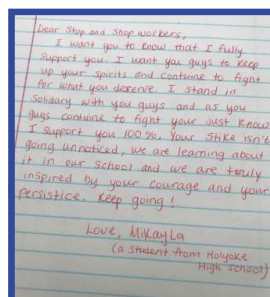 Dear Stop and Shop workers,
I want you to know that I fully
support you. I want you guys to keep
up your spirits and contuine to fight
for what you deserve. I stand in
solidary with you guys and as you
guys contuine to fight your just know
I support you 100%. Your Stike isn't
going unnoticed, we are learning about
it in our school and we are truly
inspired by your courage and your
persistice. Keep going!
Love, Mikayla
(a student from Holyoke
High school)